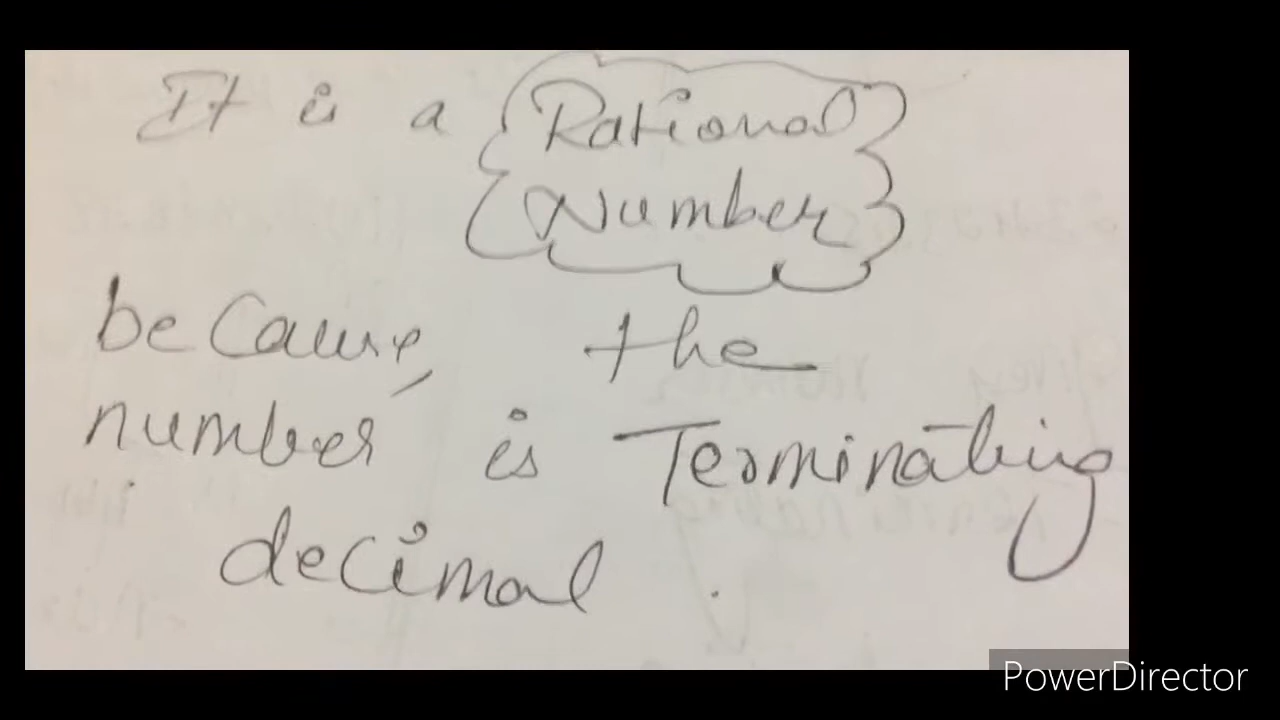 It is a Rational
Number
because, the
number is Terminating
decimal .
PowerDirector